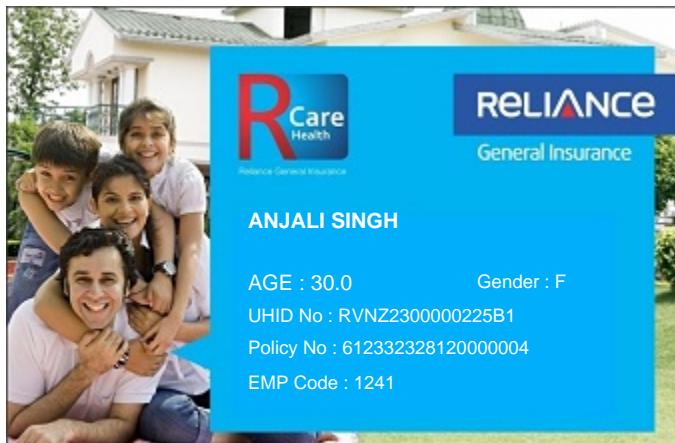 R Care
Health
Reliance General Insurance
RELIANCE
General Insurance
ANJALI SINGH
AGE : 30.0 Gender : F
UHID No : RVNZ2300000225B1
Policy No : 612332328120000004
EMP Code : 1241